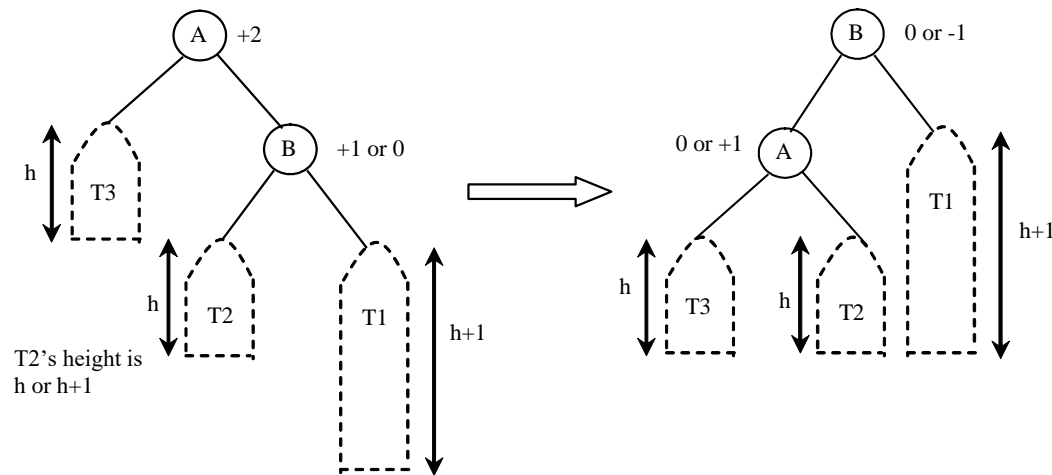 A +2
B 0 or -1
h
T3
B +1 or 0
0 or +1 A
T1
h+1
h
T2
T1
h+1
h
T3
h
T2
T2's height is
h or h+1